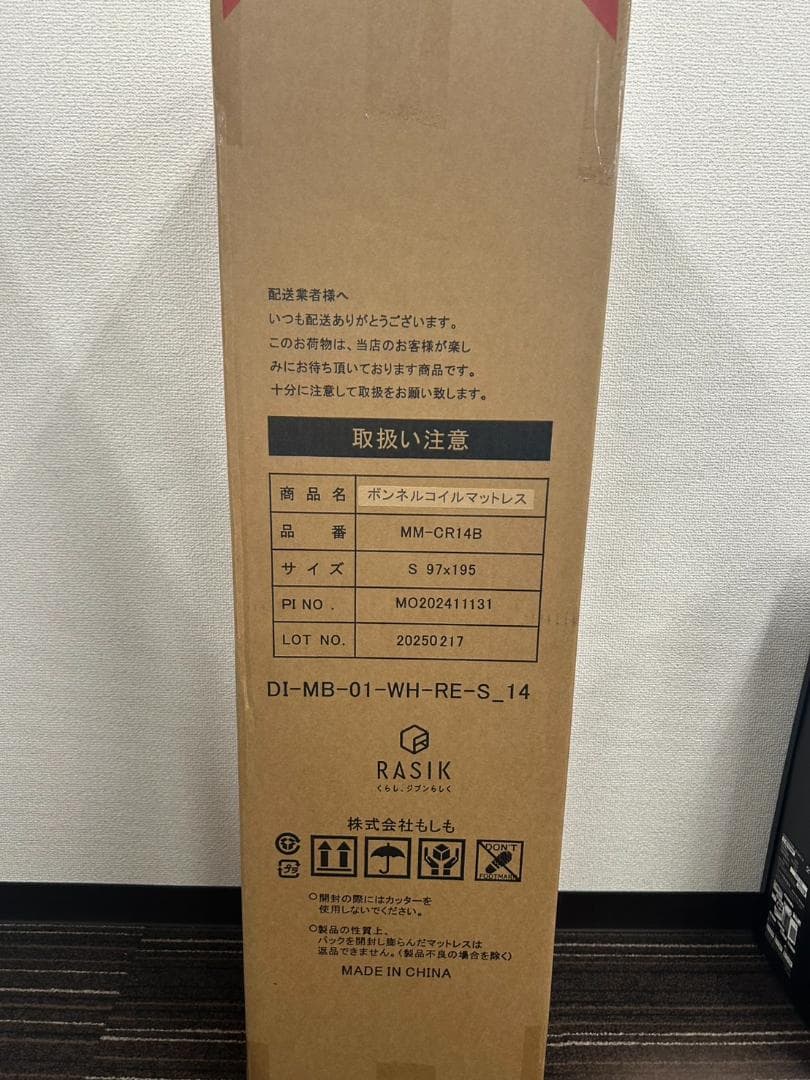 配送業者様へ
いつも配送ありがとうございます。
このお荷物は、当店のお客様が楽し
みにお待ち頂いております商品です。
十分に注意して取扱をお願い致します。
取扱い注意
商品名 ボンネルコイルマットレス
品番 MM-CR14B
サイズ S 97x195
PI NO. MO202411131
LOT NO. 20250217
DI-MB-01-WH-RE-S_14
RASIK
くらし、ジブンらしく
株式会社もしも
DON'T
FOOTMARK
○開封の際にはカッターを
使用しないでください。
○製品の性質上、
パックを開封し膨らんだマットレスは
返品できません。(製品不良の場合を除く)
MADE IN CHINA